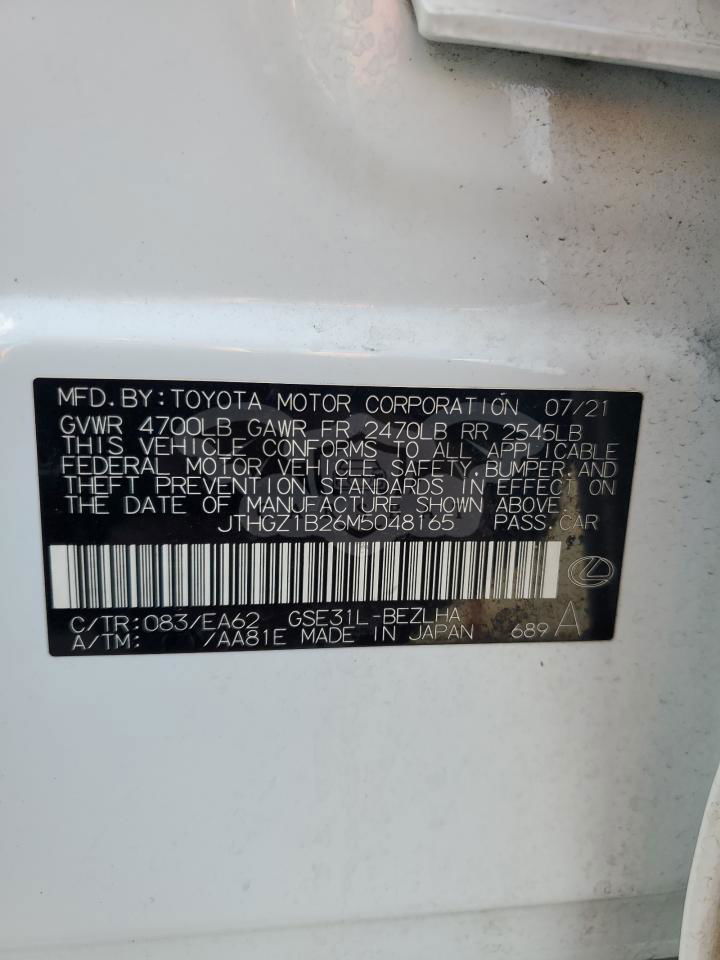 MFD.BY:TOYOTA MOTOR CORPORATION 07/21
GVWR 4700LB GAWR FR 2470LB RR 2545LB
THIS VEHICLE CONFORMS TO ALL APPLICABLE
FEDERAL MOTOR VEHICLE SAFETY,BUMPER,AND
THEFT PREVENTION STANDARDS IN EFFECT ON
THE DATE OF MANUFACTURE SHOWN ABOVE.
JTHGZ1B26M5048165 PASS.CAR
C/TR:083/EA62 GSE31L-BEZLHA
A/TM: /AA81E MADE IN JAPAN 689 A